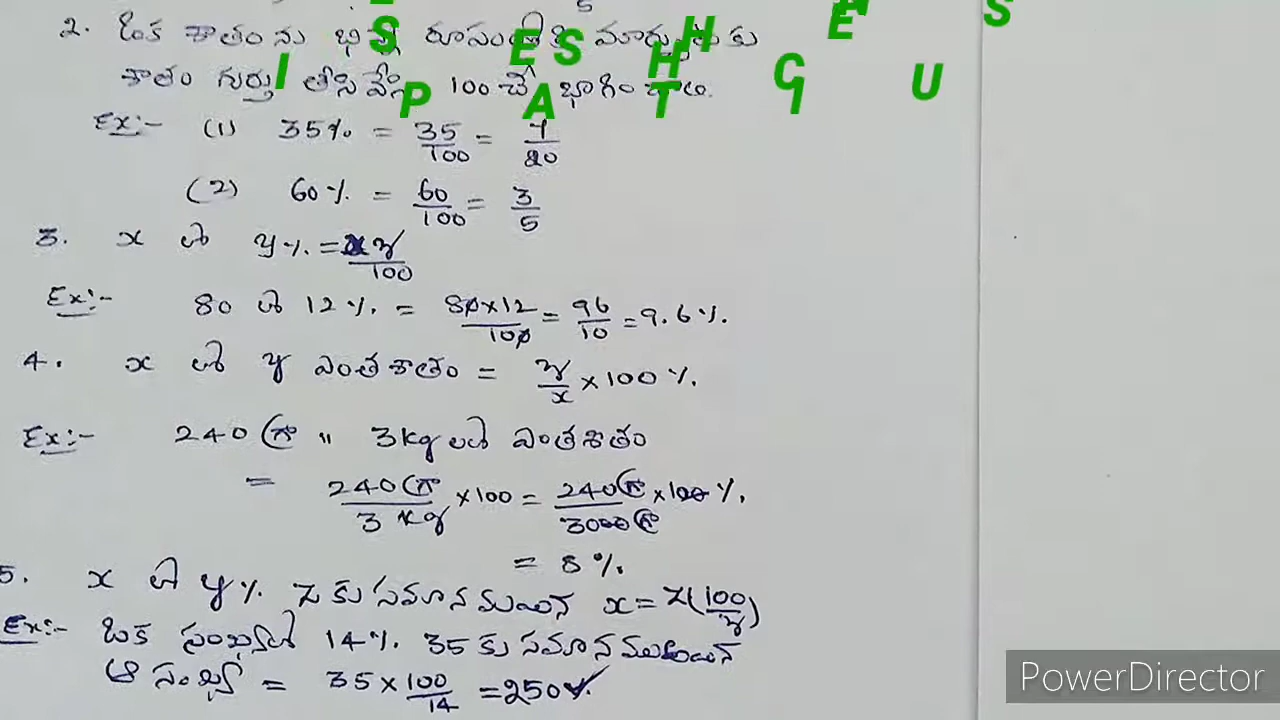 2. ఒక శాతం ను భిన్న రూపంలోకి మార్చుటకు
శాతం గుర్తు తీసివేసి 100 చే భాగించాలి.
Ex:- (1) 35% = 35/100 = 7/20
(2) 60% = 60/100 = 3/5
3. x లో y% = xy/100
Ex:- 80 లో 12% = 80×12/100 = 96/10 = 9.6%.
4. x లో y ఎంత శాతం = y/x × 100%.
Ex:- 240 గ్రా " 3kg లలో ఎంత శాతం
= 240 గ్రా/3 kg × 100 = 240 గ్రా/3000 గ్రా × 100%.
= 8%.
5. x లో y% z కు సమానమయిన x = z(100/y)
Ex:- ఒక సంఖ్యలో 14% 35 కు సమానమయిన
ఆ సంఖ్య = 35 × 100/14 = 250
PowerDirector